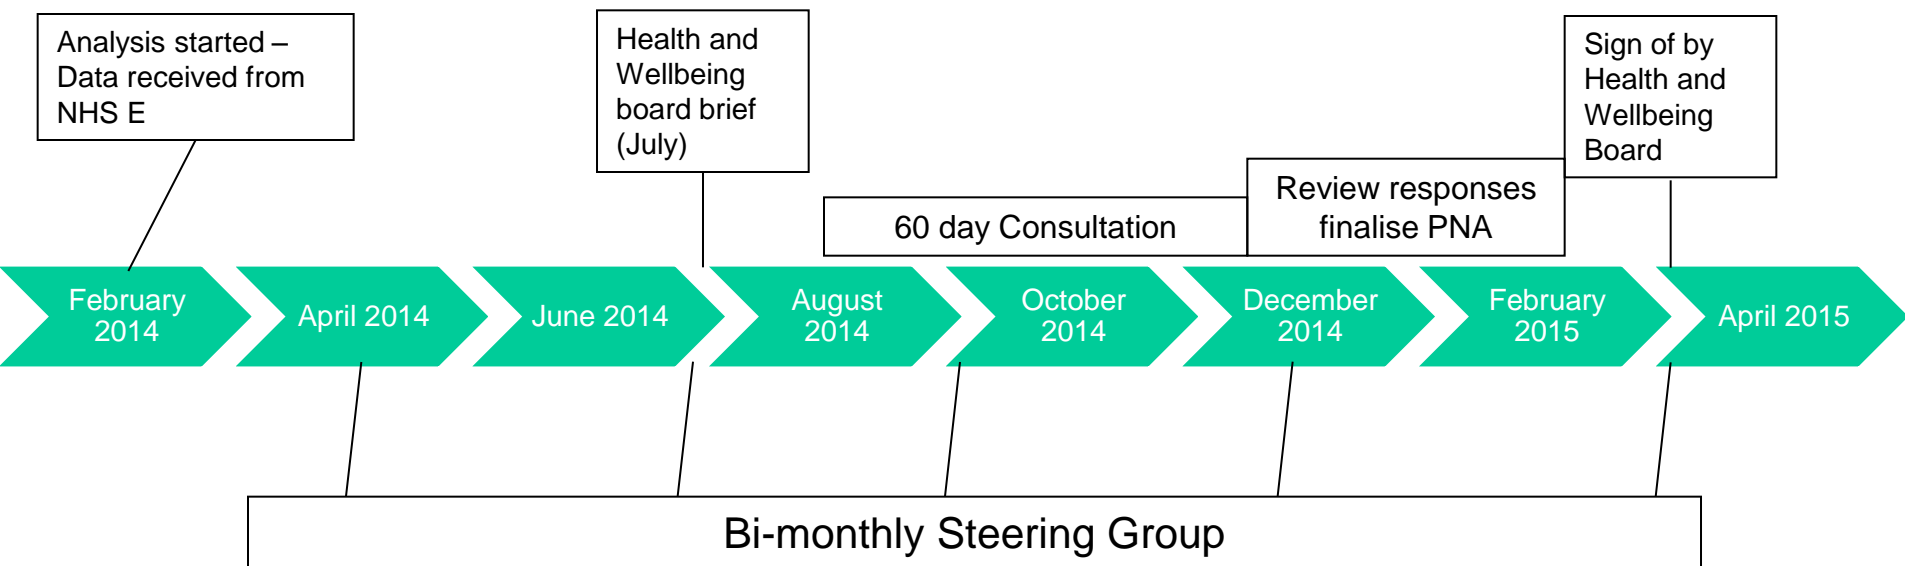 Analysis started –
Data received from
NHS E
Health and
Wellbeing
board brief
(July)
Sign of by
Health and
Wellbeing
Board
60 day Consultation
Review responses
finalise PNA
February
2014
April 2014
June 2014
August
2014
October
2014
December
2014
February
2015
April 2015
Bi-monthly Steering Group